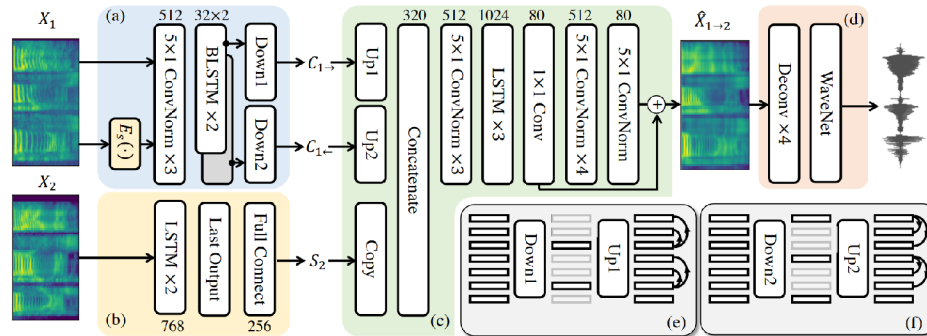 X₁
(a)
512
32×2
E_s(·)
5×1 ConvNorm ×3
BLSTM ×2
Down1
Down2
C₁→
C₁←
X₂
LSTM ×2
Last Output
Full Connect
768
256
(b)
S₂
Up1
Up2
Copy
320
Concatenate
512
5×1 ConvNorm
1024
LSTM ×3
80
1×1 Conv
512
5×1 ConvNorm ×4
80
5×1 ConvNorm
+
(c)
X̂₁→₂
(d)
Deconv ×4
WaveNet
Down1
Up1
(e)
Down2
Up2
(f)